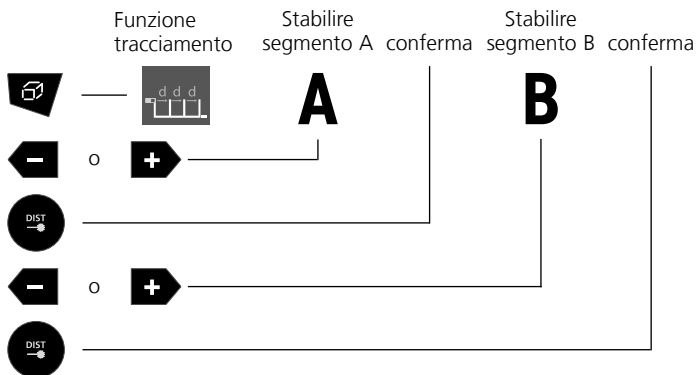 Funzione
tracciamento
Stabilire
segmento A
conferma
Stabilire
segmento B
conferma
d d d
A
B
– o +
DIST
– o +
DIST